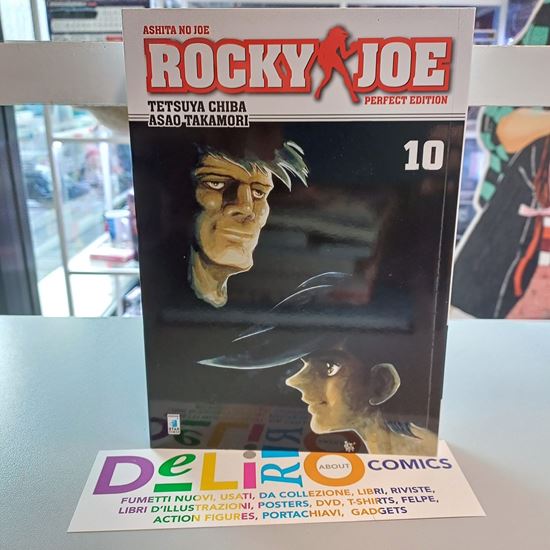 ASHITA NO JOE
ROCKY JOE
PERFECT EDITION
TETSUYA CHIBA
ASAO TAKAMORI
10
STAR
DeLiRiO ABOUT COMICS
FUMETTI NUOVI, USATI, DA COLLEZIONE, LIBRI, RIVISTE,
LIBRI D'ILLUSTRAZIONI, POSTERS, DVD, T-SHIRTS, FELPE,
ACTION FIGURES, PORTACHIAVI, GADGETS